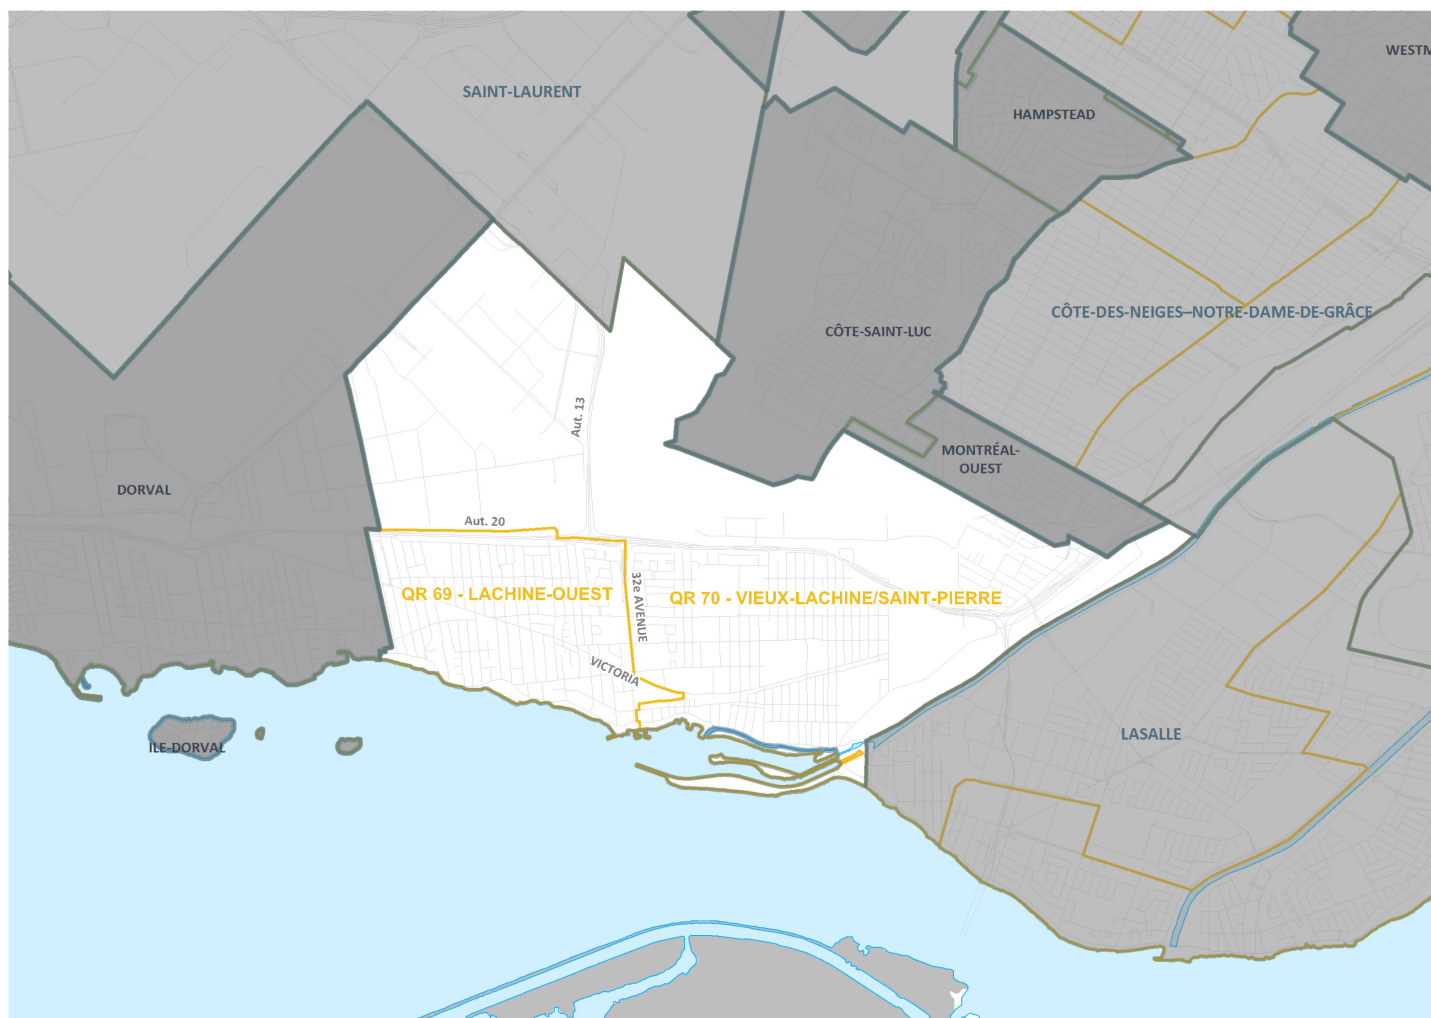 WESTM
SAINT-LAURENT
HAMPSTEAD
CÔTE-DES-NEIGES–NOTRE-DAME-DE-GRÂCE
CÔTE-SAINT-LUC
Aut. 13
MONTRÉAL-
OUEST
DORVAL
Aut. 20
QR 69 - LACHINE-OUEST
32e AVENUE
QR 70 - VIEUX-LACHINE/SAINT-PIERRE
VICTORIA
LASALLE
ÎLE-DORVAL